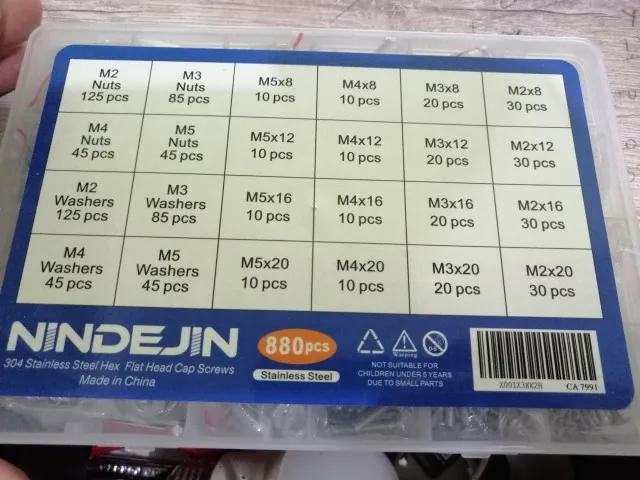 M2 Nuts 125 pcs
M3 Nuts 85 pcs
M5x8 10 pcs
M4x8 10 pcs
M3x8 20 pcs
M2x8 30 pcs
M4 Nuts 45 pcs
M5 Nuts 45 pcs
M5x12 10 pcs
M4x12 10 pcs
M3x12 20 pcs
M2x12 30 pcs
M2 Washers 125 pcs
M3 Washers 85 pcs
M5x16 10 pcs
M4x16 10 pcs
M3x16 20 pcs
M2x16 30 pcs
M4 Washers 45 pcs
M5 Washers 45 pcs
M5x20 10 pcs
M4x20 10 pcs
M3x20 20 pcs
M2x20 30 pcs
NINDEJIN
304 Stainless Steel Hex Flat Head Cap Screws
Made in China
880pcs
Stainless Steel
Warning
NOT SUITABLE FOR
CHILDREN UNDER 5 YEARS
DUE TO SMALL PARTS
X001X3KK2H
CA 7991